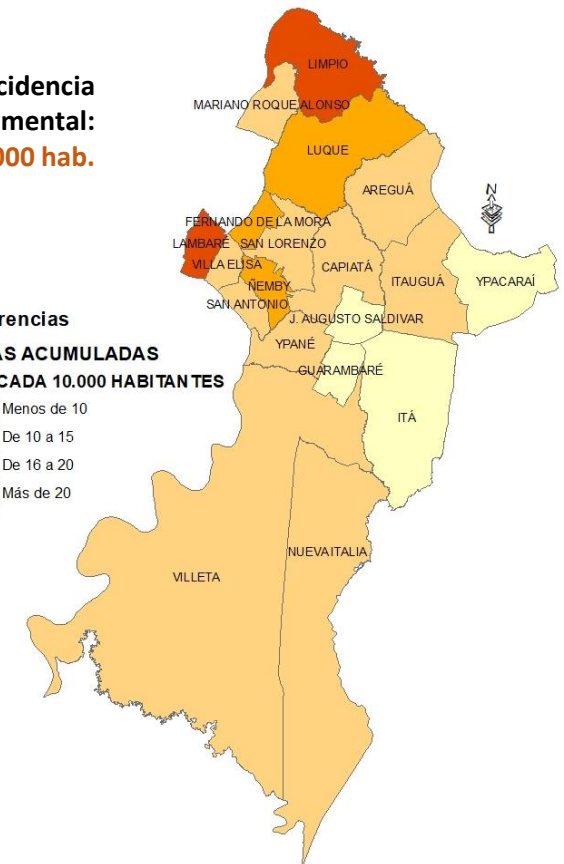 cidencia
mental:
000 hab.
LIMPIO
MARIANO ROQUE ALONSO
LUQUE
AREGUÁ
N
FERNANDO DE LA MORA
LAMBARÉ
SAN LORENZO
VILLA ELISA
CAPIATÁ
ITAUGUÁ
YPACARAÍ
ÑEMBY
SAN ANTONIO
J. AUGUSTO SALDIVAR
YPANÉ
GUARAMBARÉ
ITÁ
rencias
AS ACUMULADAS
CADA 10.000 HABITANTES
Menos de 10
De 10 a 15
De 16 a 20
Más de 20
NUEVA ITALIA
VILLETA